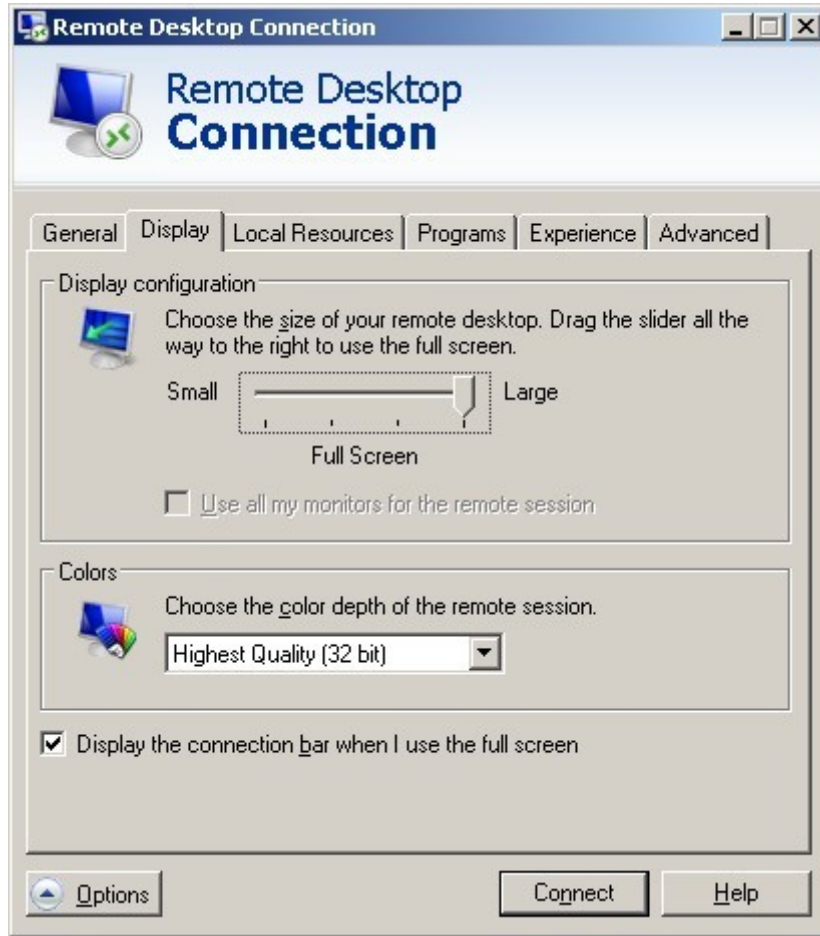 Remote Desktop Connection
Remote Desktop
Connection
General Display Local Resources Programs Experience Advanced
Display configuration
Choose the size of your remote desktop. Drag the slider all the
way to the right to use the full screen.
Small Large
Full Screen
Use all my monitors for the remote session
Colors
Choose the color depth of the remote session.
Highest Quality (32 bit)
Display the connection bar when I use the full screen
Options Connect Help